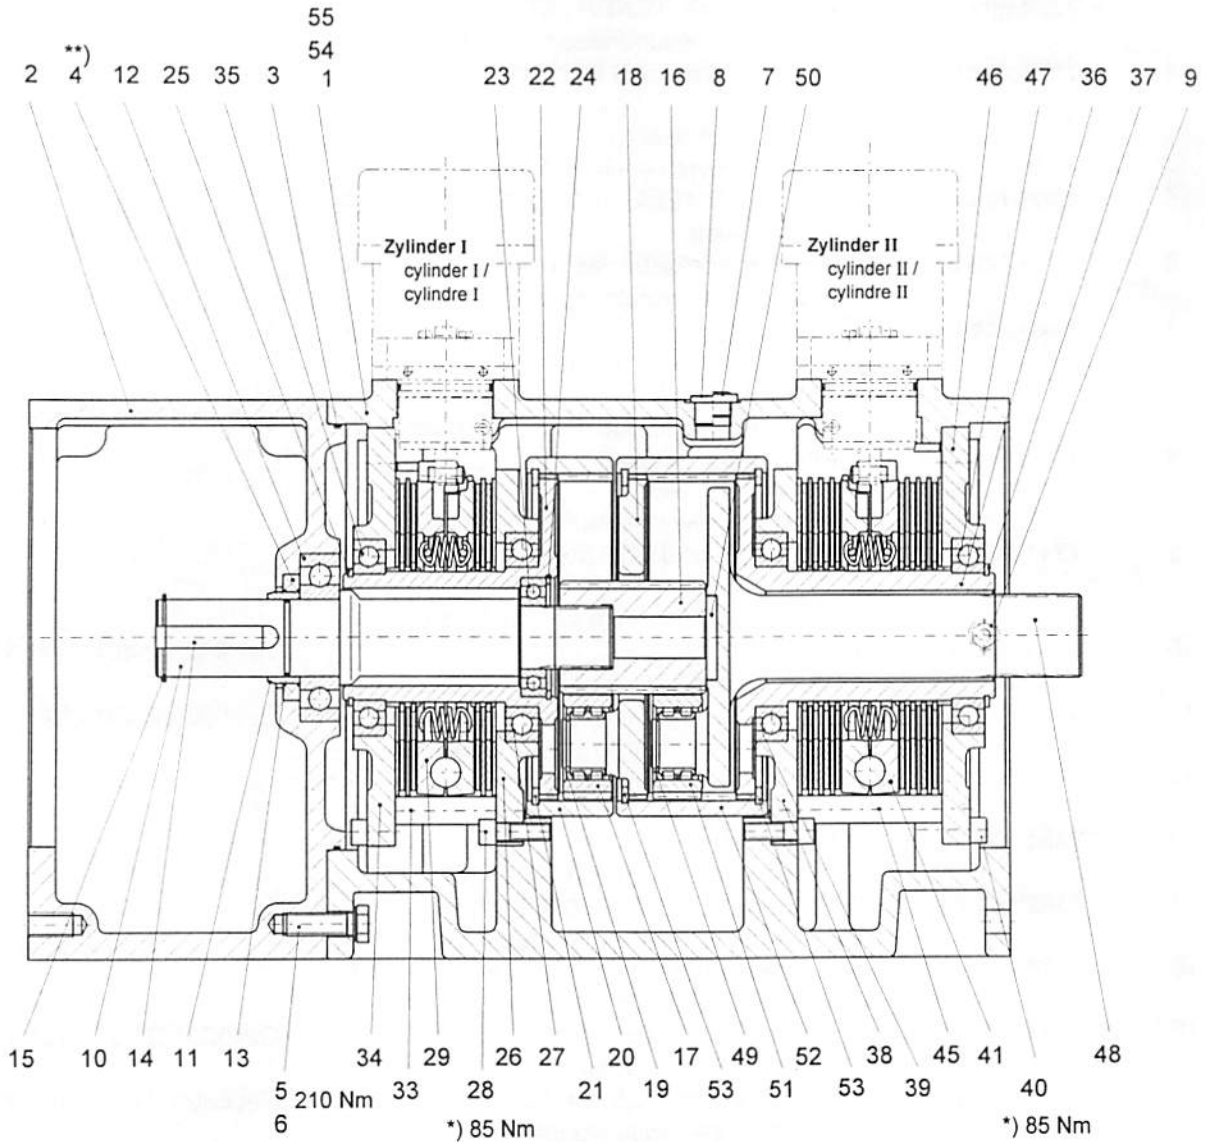 55
**) 54
2 4 12 25 35 3 1 23 22 24 18 16 8 7 50 46 47 36 37 9
Zylinder I
cylinder I /
cylindre I
Zylinder II
cylinder II /
cylindre II
15 10 14 11 13 34 29 26 27 20 17 49 52 38 45 41 48
5 210 Nm 33 28 21 19 53 51 53 39 40
6 *) 85 Nm *) 85 Nm